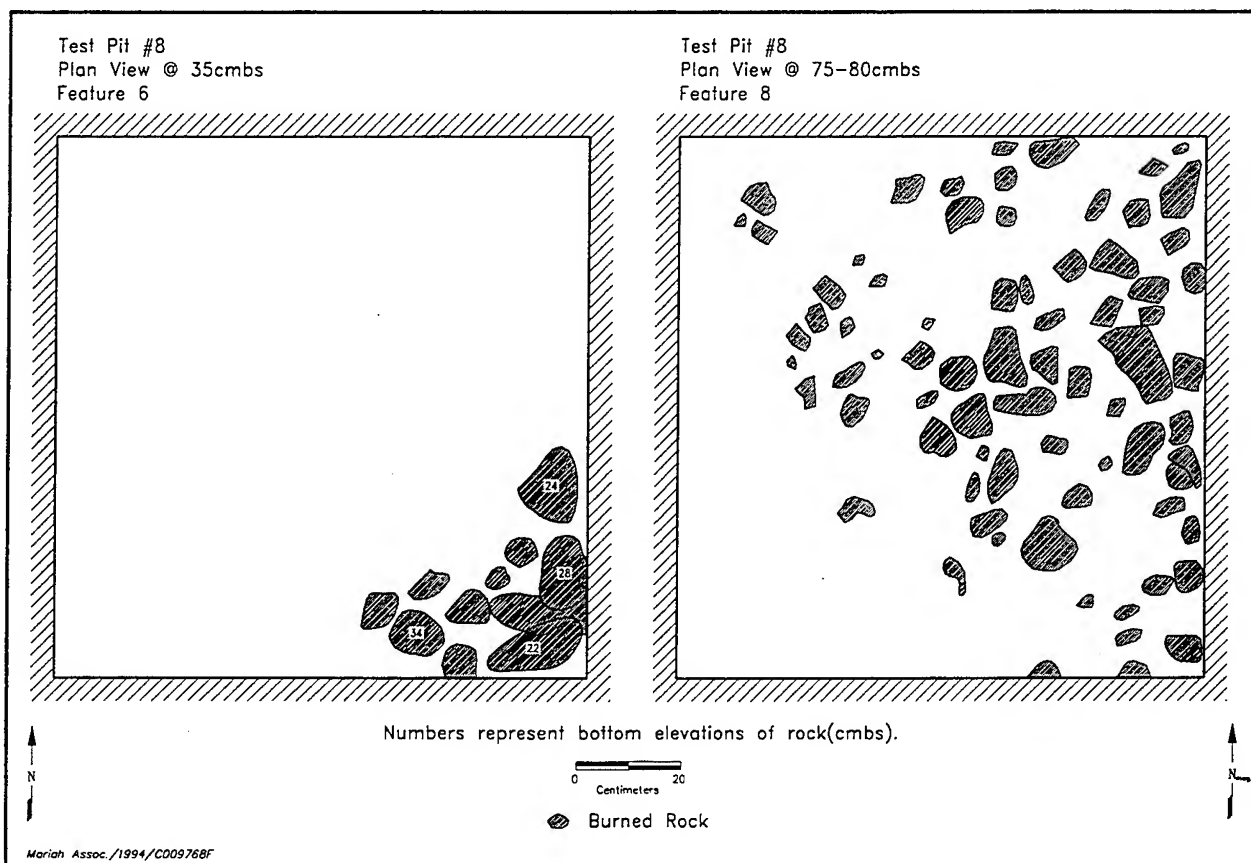 Test Pit #8
Plan View @ 35cmbs
Feature 6
Test Pit #8
Plan View @ 75-80cmbs
Feature 8
24
28
34
22
Numbers represent bottom elevations of rock(cmbs).
0 20
Centimeters
N
N
Burned Rock
Mariah Assoc./1994/C009768F